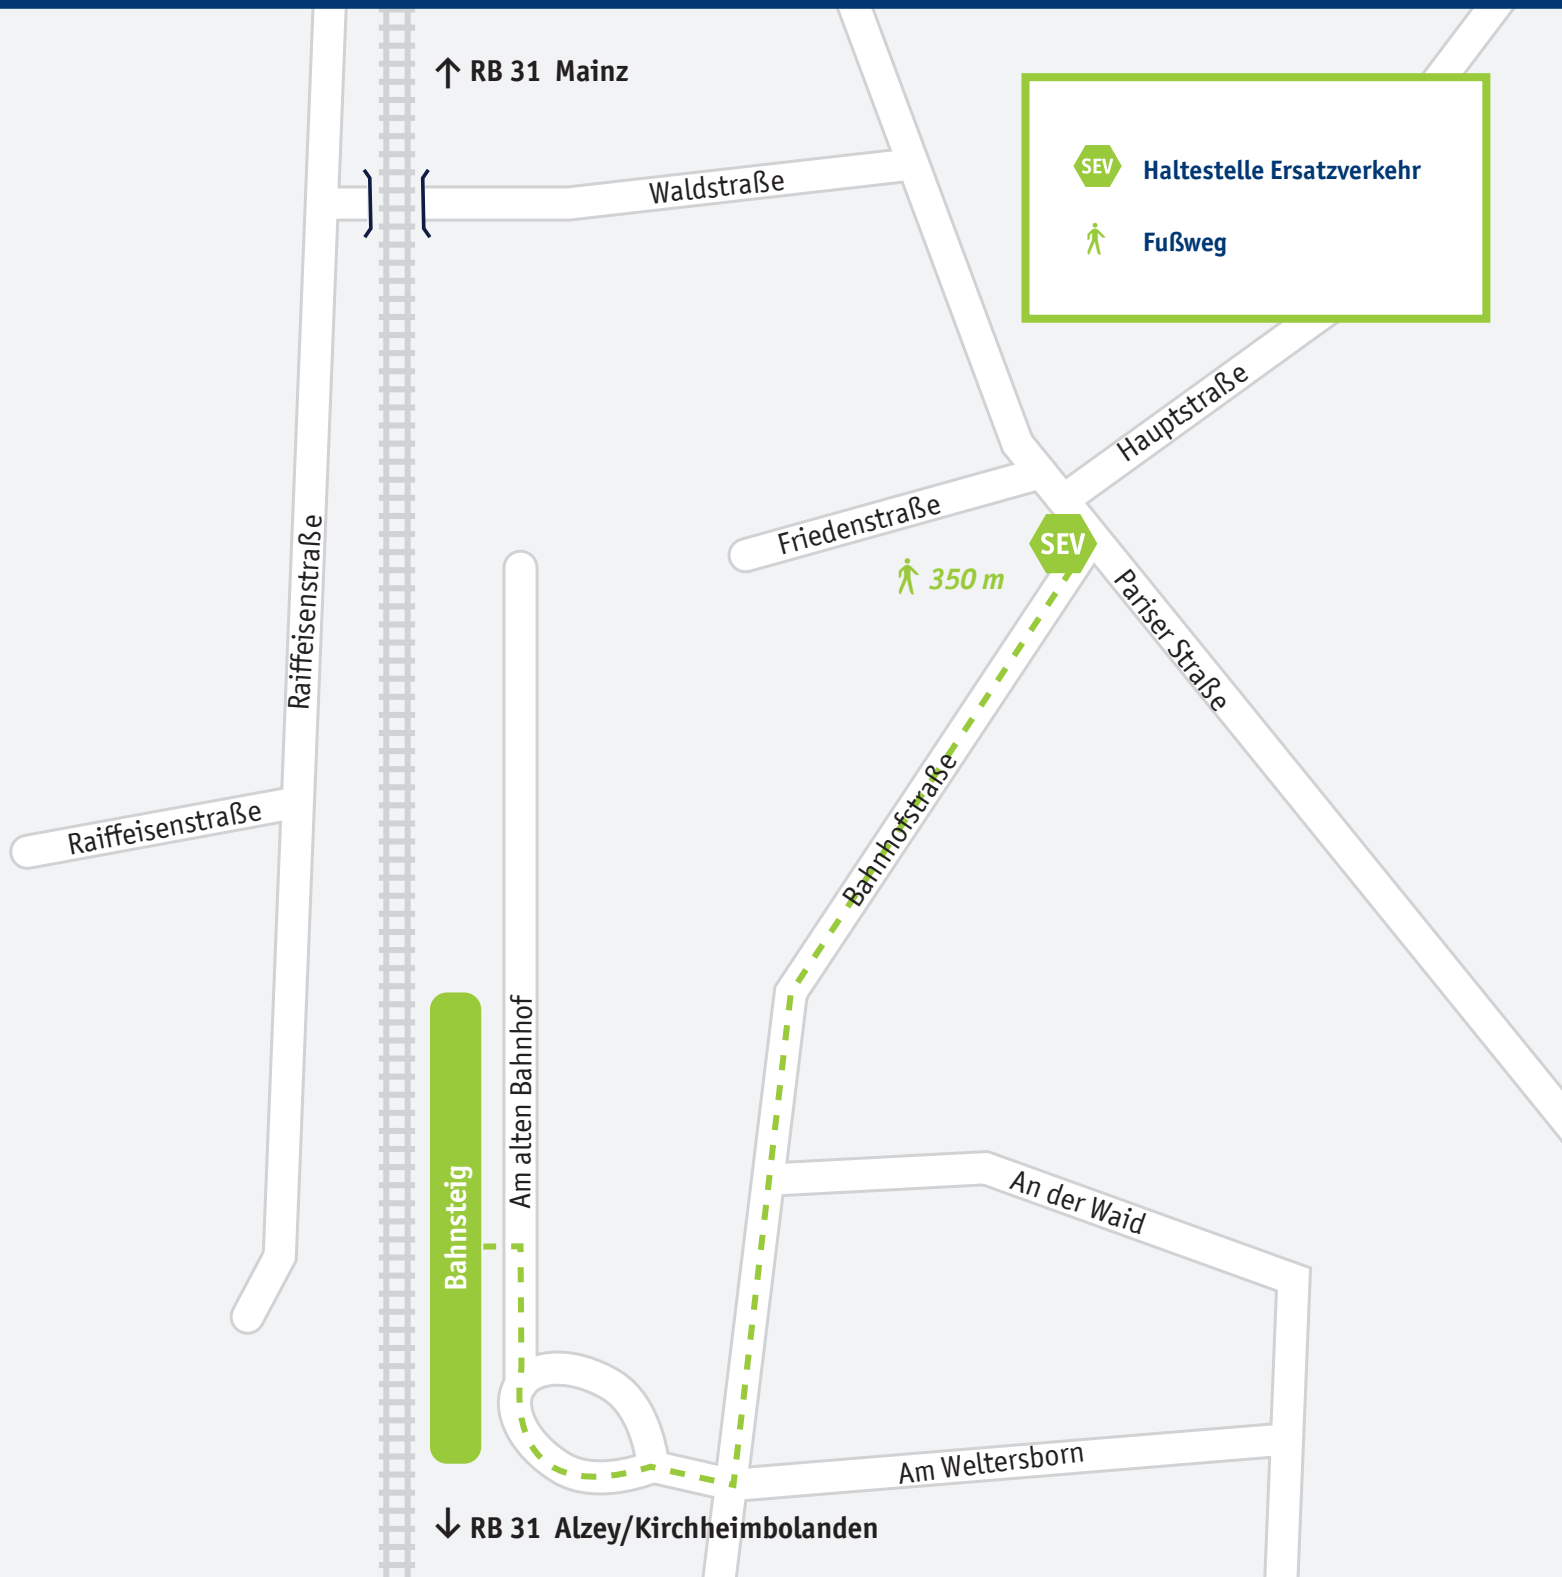 ↑ RB 31 Mainz
SEV Haltestelle Ersatzverkehr
Fußweg
Waldstraße
Hauptstraße
Friedenstraße
SEV
350 m
Pariser Straße
Raiffeisenstraße
Raiffeisenstraße
Bahnhofstraße
Am alten Bahnhof
Bahnsteig
An der Waid
Am Weltersborn
↓ RB 31 Alzey/Kirchheimbolanden